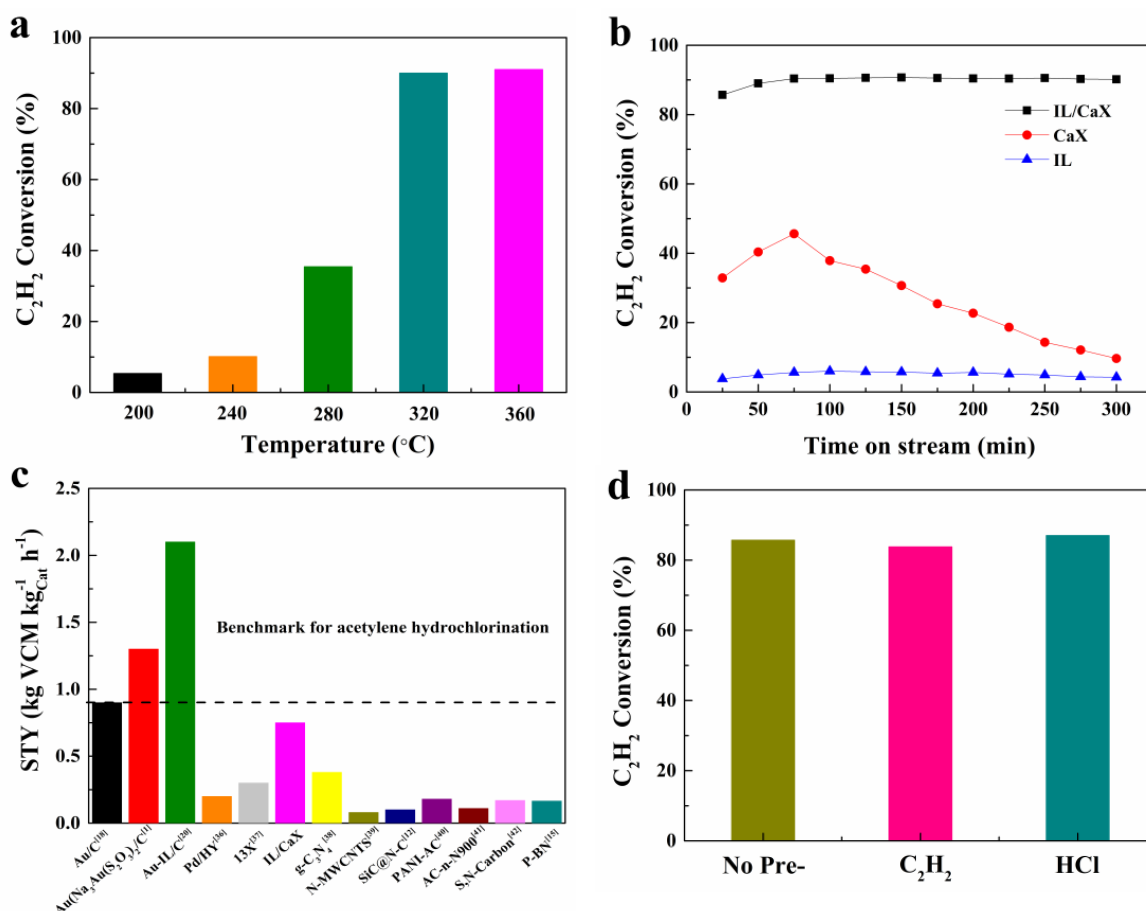 a
C₂H₂ Conversion (%)
100
80
60
40
20
0
200 240 280 320 360
Temperature (°C)
b
C₂H₂ Conversion (%)
100
80
60
40
20
0
IL/CaX
CaX
IL
0 50 100 150 200 250 300
Time on stream (min)
c
STY (kg VCM kg⁻¹Cat h⁻¹)
2.5
2.0
1.5
1.0
0.5
0.0
Benchmark for acetylene hydrochlorination
Au/C[18]
Au(Na₃Au(S₂O₃)₂/C[1]
Au-IL/C[20]
Pd/HY[36]
13X[37]
IL/CaX
g-C₃N₄[38]
N-MWCNTS[39]
SiC@N-C[12]
PANI-AC[40]
AC-n-N900[41]
S,N-Carbon[42]
P-BN[15]
d
C₂H₂ Conversion (%)
100
80
60
40
20
0
No Pre- C₂H₂ HCl